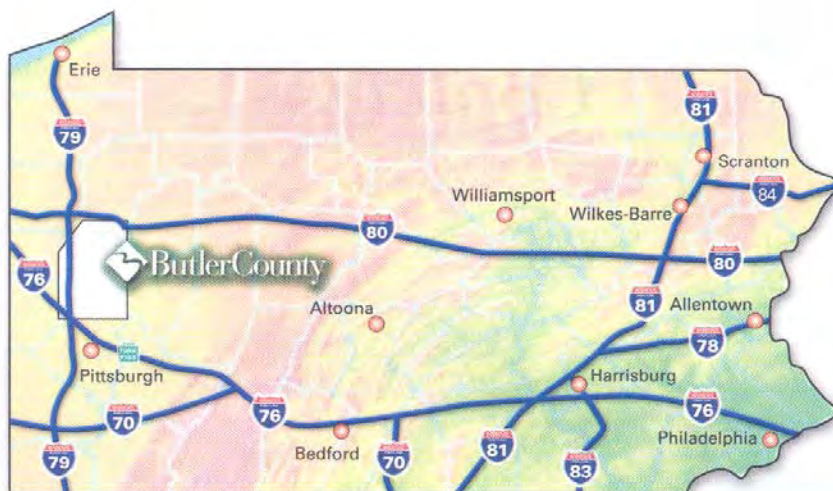 Erie
79
81
Scranton
84
Williamsport
Wilkes-Barre
80
ButlerCounty
76
80
81
Altoona
Allentown
78
Pittsburgh
Harrisburg
70
76
76
Bedford
Philadelphia
79
70
81
83